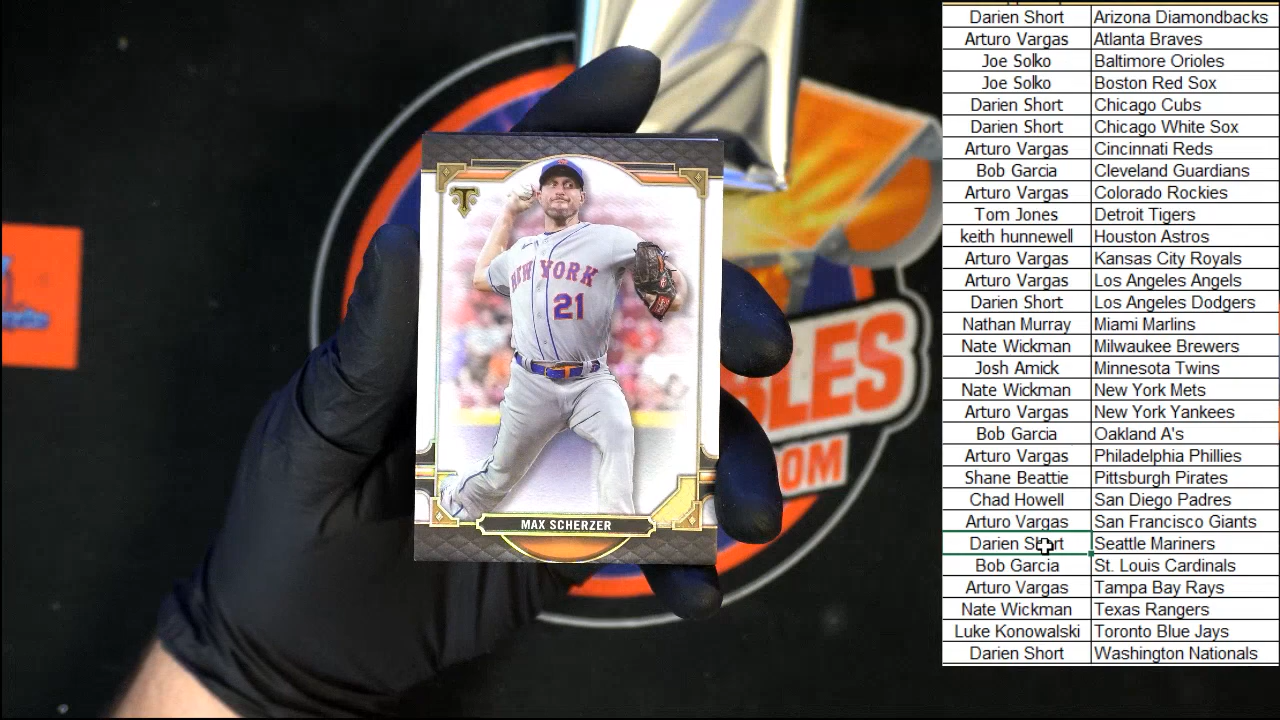 Darien Short Arizona Diamondbacks
Arturo Vargas Atlanta Braves
Joe Solko Baltimore Orioles
Joe Solko Boston Red Sox
Darien Short Chicago Cubs
Darien Short Chicago White Sox
Arturo Vargas Cincinnati Reds
Bob Garcia Cleveland Guardians
Arturo Vargas Colorado Rockies
Tom Jones Detroit Tigers
keith hunnewell Houston Astros
Arturo Vargas Kansas City Royals
Arturo Vargas Los Angeles Angels
Darien Short Los Angeles Dodgers
Nathan Murray Miami Marlins
Nate Wickman Milwaukee Brewers
Josh Amick Minnesota Twins
Nate Wickman New York Mets
Arturo Vargas New York Yankees
Bob Garcia Oakland A's
Arturo Vargas Philadelphia Phillies
Shane Beattie Pittsburgh Pirates
Chad Howell San Diego Padres
Arturo Vargas San Francisco Giants
Darien Short Seattle Mariners
Bob Garcia St. Louis Cardinals
Arturo Vargas Tampa Bay Rays
Nate Wickman Texas Rangers
Luke Konowalski Toronto Blue Jays
Darien Short Washington Nationals
T
NEW YORK
21
MAX SCHERZER